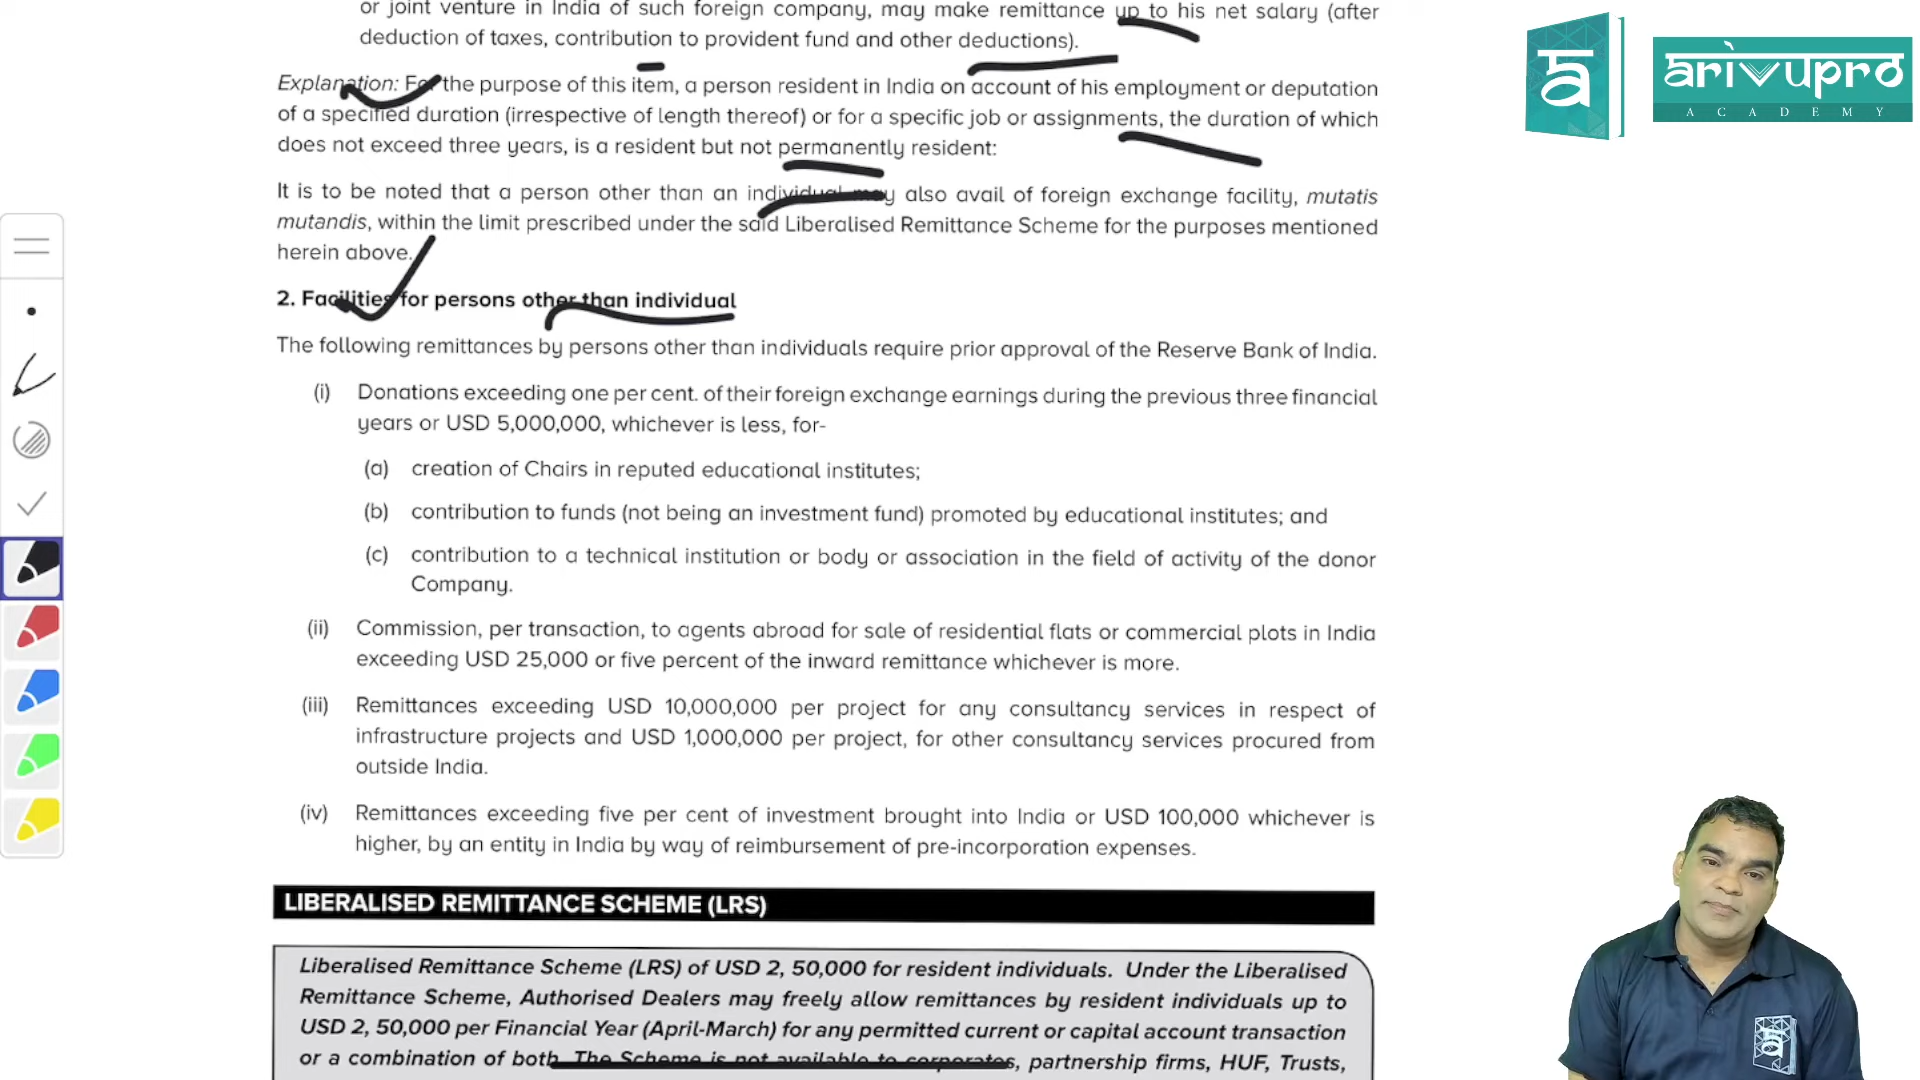 or joint venture in India of such foreign company, may make remittance up to his net salary (after
deduction of taxes, contribution to provident fund and other deductions).
Explanation: For the purpose of this item, a person resident in India on account of his employment or deputation
of a specified duration (irrespective of length thereof) or for a specific job or assignments, the duration of which
does not exceed three years, is a resident but not permanently resident:
It is to be noted that a person other than an individual may also avail of foreign exchange facility, mutatis
mutandis, within the limit prescribed under the said Liberalised Remittance Scheme for the purposes mentioned
herein above.
2. Facilities for persons other than individual
The following remittances by persons other than individuals require prior approval of the Reserve Bank of India.
(i) Donations exceeding one per cent. of their foreign exchange earnings during the previous three financial
years or USD 5,000,000, whichever is less, for-
(a) creation of Chairs in reputed educational institutes;
(b) contribution to funds (not being an investment fund) promoted by educational institutes; and
(c) contribution to a technical institution or body or association in the field of activity of the donor
Company.
(ii) Commission, per transaction, to agents abroad for sale of residential flats or commercial plots in India
exceeding USD 25,000 or five percent of the inward remittance whichever is more.
(iii) Remittances exceeding USD 10,000,000 per project for any consultancy services in respect of
infrastructure projects and USD 1,000,000 per project, for other consultancy services procured from
outside India.
(iv) Remittances exceeding five per cent of investment brought into India or USD 100,000 whichever is
higher, by an entity in India by way of reimbursement of pre-incorporation expenses.
LIBERALISED REMITTANCE SCHEME (LRS)
Liberalised Remittance Scheme (LRS) of USD 2, 50,000 for resident individuals. Under the Liberalised
Remittance Scheme, Authorised Dealers may freely allow remittances by resident individuals up to
USD 2, 50,000 per Financial Year (April-March) for any permitted current or capital account transaction
or a combination of both. The Scheme is not available to corporates, partnership firms, HUF, Trusts,
arivupro
ACADEMY